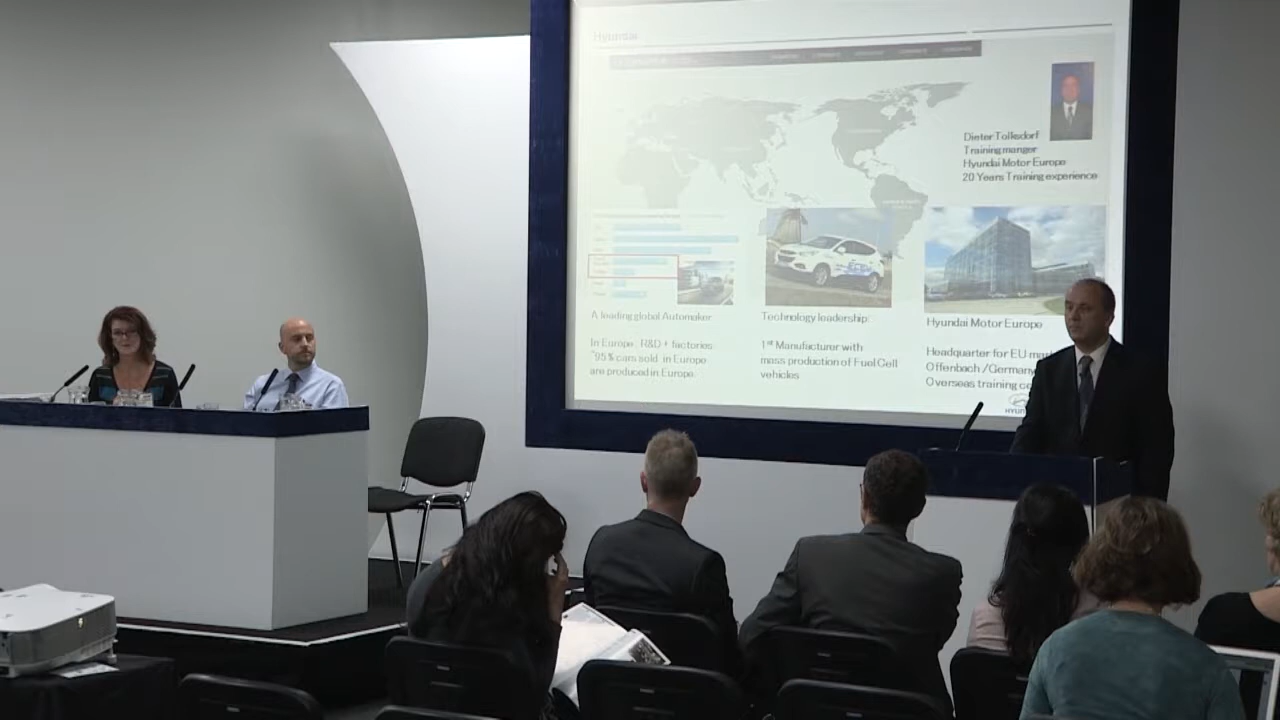 Hyundai
Dieter Tollsdorf
Training manger
Hyundai Motor Europe
20 Years Training experience
A leading global Automaker
In Europe: R&D + factories:
~95% cars sold in Europe
are produced in Europe.
Technology leadership:
1st Manufacturer with
mass production of Fuel Cell
vehicles
Hyundai Motor Europe
Headquarter for EU
Offenbach /Germany
Overseas training